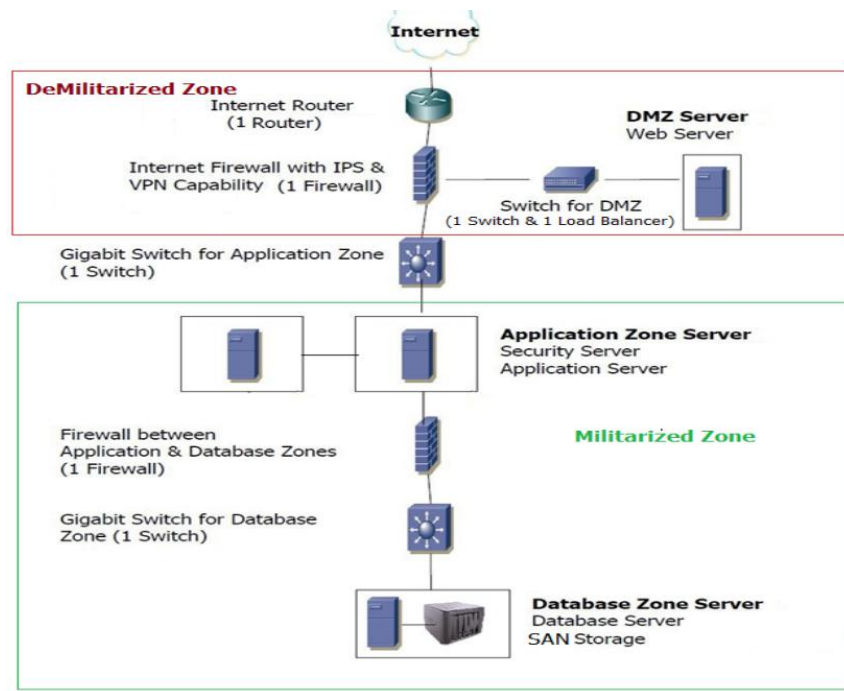 Internet
DeMilitarized Zone
Internet Router
(1 Router)
DMZ Server
Web Server
Internet Firewall with IPS &
VPN Capability (1 Firewall)
Switch for DMZ
(1 Switch & 1 Load Balancer)
Gigabit Switch for Application Zone
(1 Switch)
Application Zone Server
Security Server
Application Server
Firewall between
Application & Database Zones
(1 Firewall)
Militarized Zone
Gigabit Switch for Database
Zone (1 Switch)
Database Zone Server
Database Server
SAN Storage